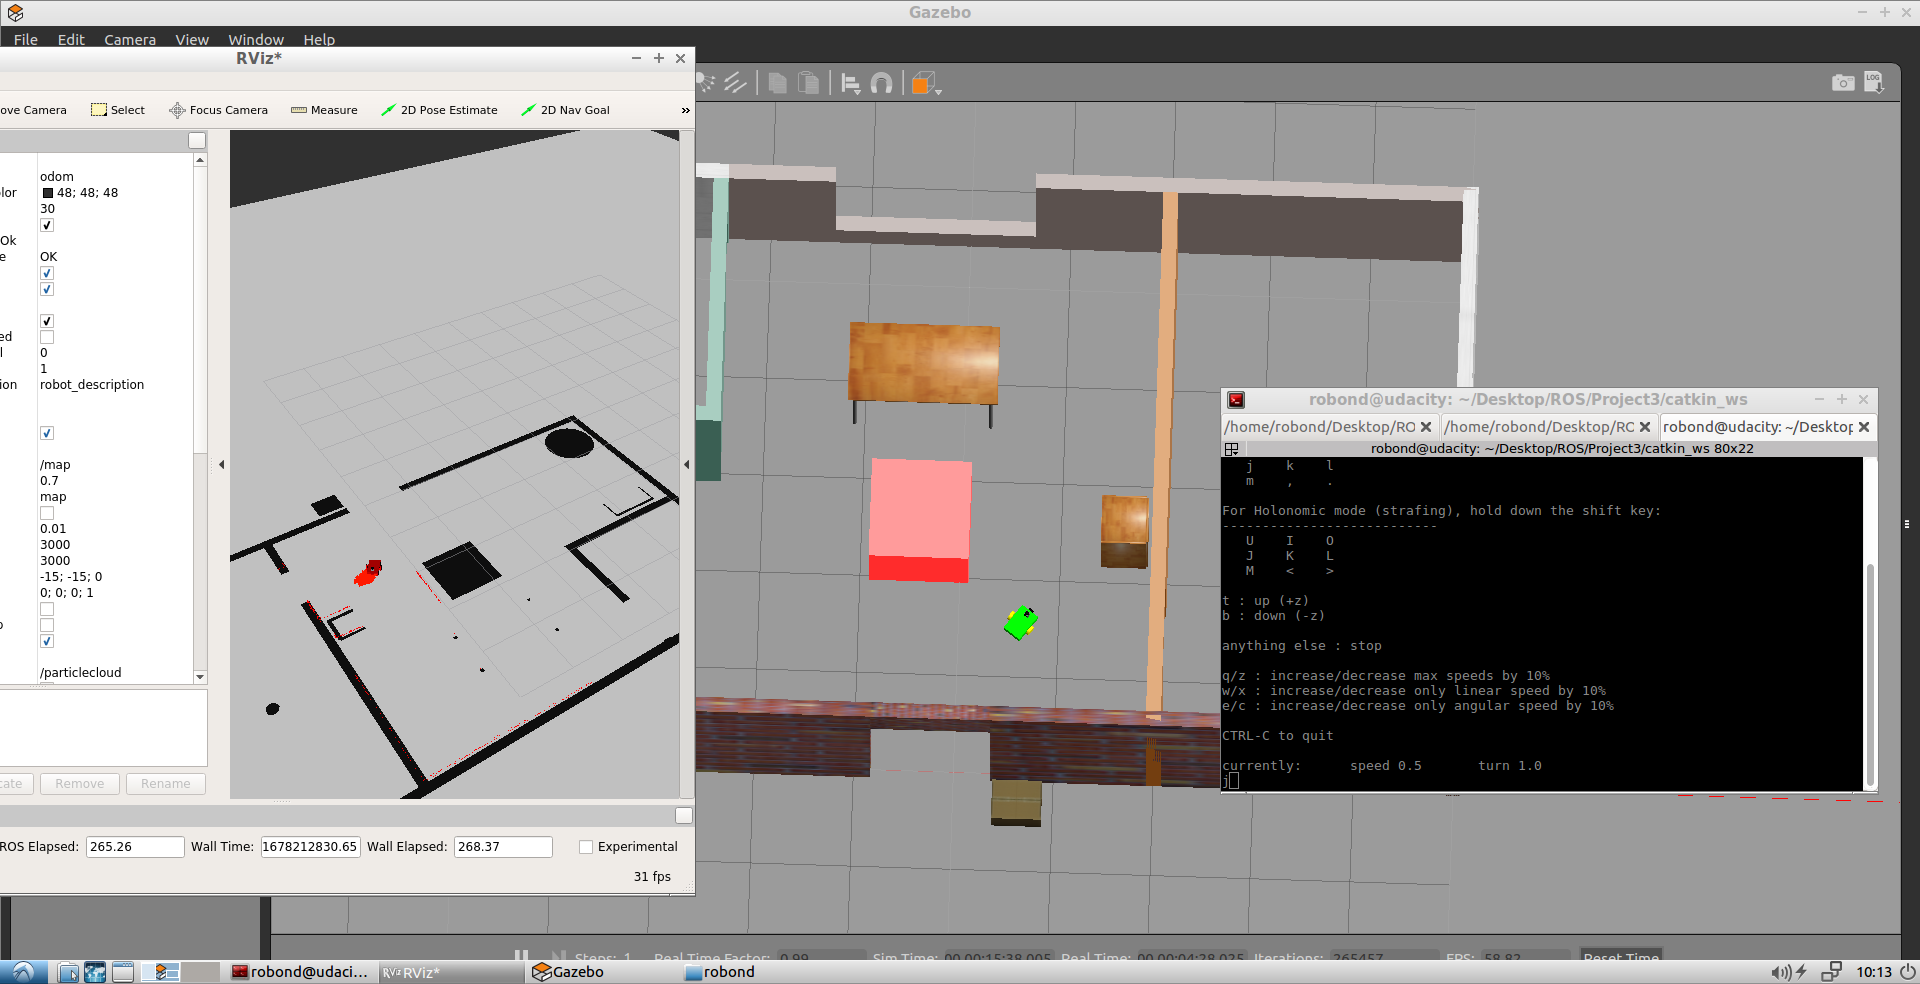 Gazebo
File Edit Camera View Window Help
RViz*
ove Camera Select Focus Camera Measure 2D Pose Estimate 2D Nav Goal »
LOG
odom
olor 48; 48; 48
30
Ok
e OK
ed
l 0
1
ion robot_description
/map
0.7
map
0.01
3000
3000
-15; -15; 0
0; 0; 0; 1
/particlecloud
cate Remove Rename
ROS Elapsed: 265.26 Wall Time: 1678212830.65 Wall Elapsed: 268.37 Experimental
31 fps
robond@udacity: ~/Desktop/ROS/Project3/catkin_ws
/home/robond/Desktop/RO /home/robond/Desktop/RO robond@udacity: ~/Desktop
robond@udacity: ~/Desktop/ROS/Project3/catkin_ws 80x22
j k l
m , .
For Holonomic mode (strafing), hold down the shift key:
---------------------------
U I O
J K L
M < >
t : up (+z)
b : down (-z)
anything else : stop
q/z : increase/decrease max speeds by 10%
w/x : increase/decrease only linear speed by 10%
e/c : increase/decrease only angular speed by 10%
CTRL-C to quit
currently: speed 0.5 turn 1.0
j
Steps: 1 Real Time Factor: 0.99 Sim Time: 00 00:15:38.005 Real Time: 00 00:04:28.025 Iterations: 265457 FPS: 58.82 Reset Time
robond@udaci... RViz RViz* Gazebo robond 10:13